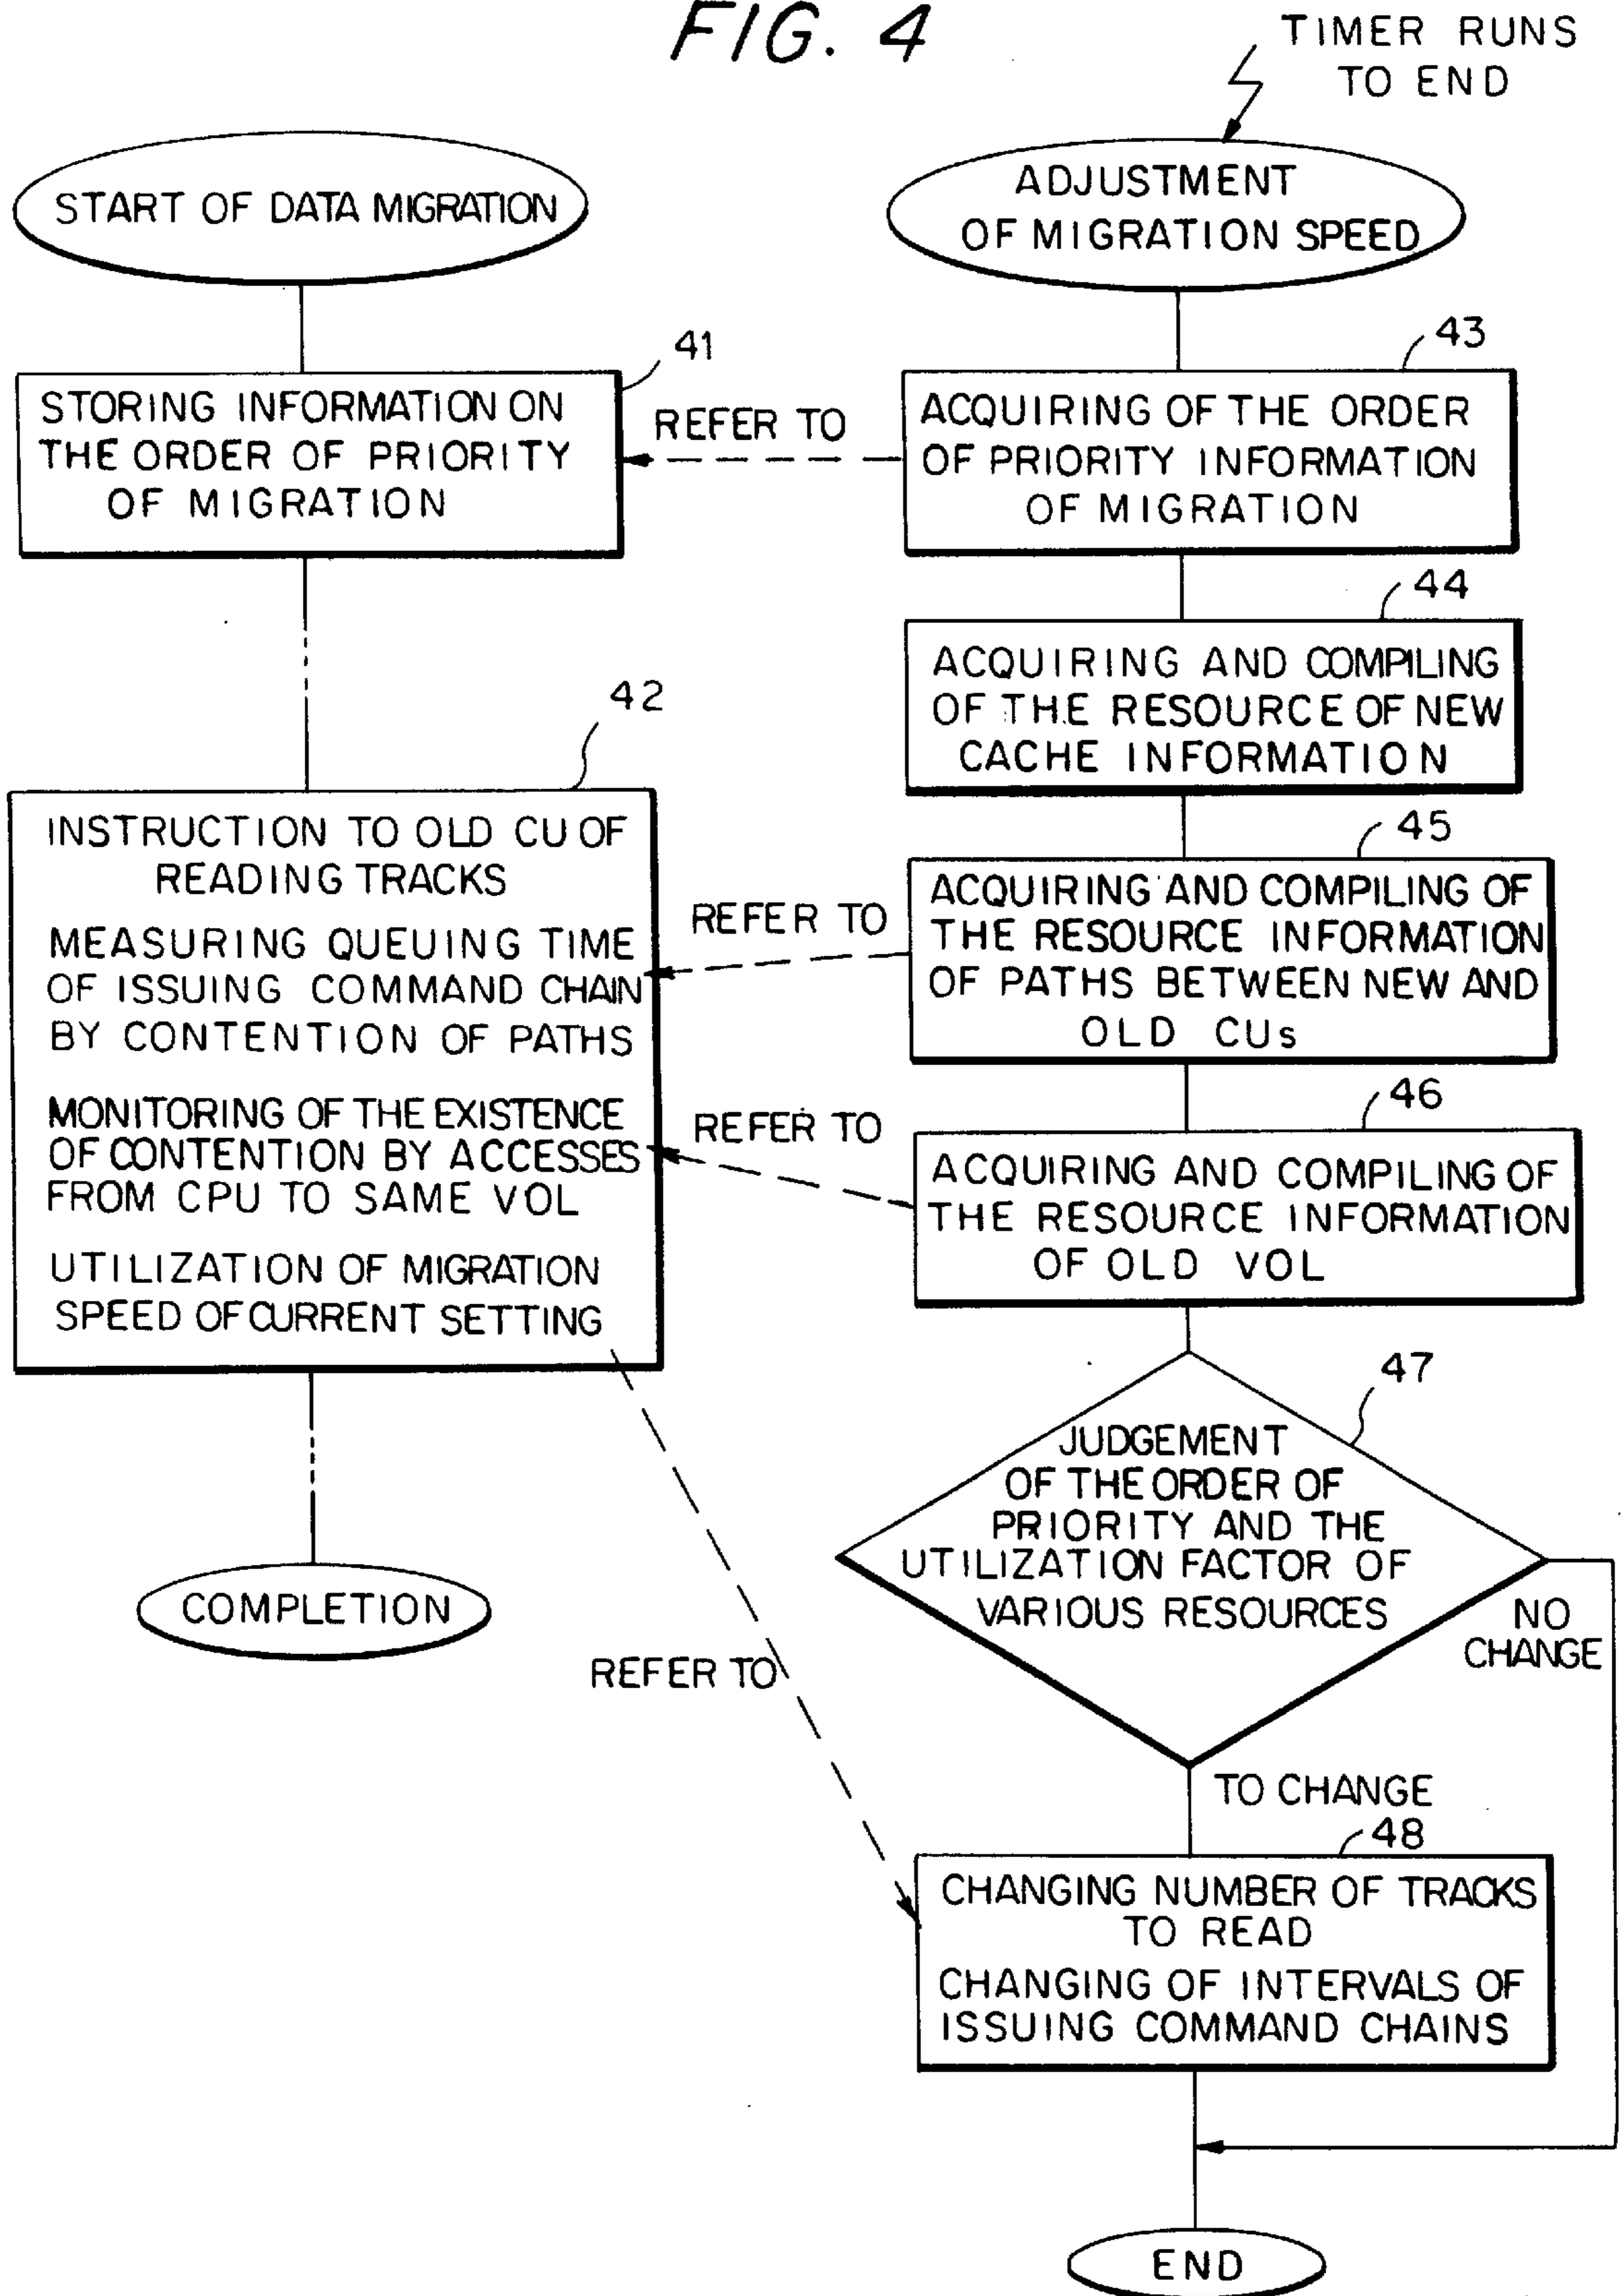 FIG. 4
TIMER RUNS
TO END
START OF DATA MIGRATION
ADJUSTMENT
OF MIGRATION SPEED
41
STORING INFORMATION ON
THE ORDER OF PRIORITY
OF MIGRATION
REFER TO
43
ACQUIRING OF THE ORDER
OF PRIORITY INFORMATION
OF MIGRATION
44
ACQUIRING AND COMPILING
OF THE RESOURCE OF NEW
CACHE INFORMATION
42
INSTRUCTION TO OLD CU OF
READING TRACKS
MEASURING QUEUING TIME
OF ISSUING COMMAND CHAIN
BY CONTENTION OF PATHS
MONITORING OF THE EXISTENCE
OF CONTENTION BY ACCESSES
FROM CPU TO SAME VOL
UTILIZATION OF MIGRATION
SPEED OF CURRENT SETTING
REFER TO
45
ACQUIRING AND COMPILING OF
THE RESOURCE INFORMATION
OF PATHS BETWEEN NEW AND
OLD CUs
REFER TO
46
ACQUIRING AND COMPILING OF
THE RESOURCE INFORMATION
OF OLD VOL
47
JUDGEMENT
OF THE ORDER OF
PRIORITY AND THE
UTILIZATION FACTOR OF
VARIOUS RESOURCES
NO
CHANGE
COMPLETION
REFER TO
TO CHANGE
48
CHANGING NUMBER OF TRACKS
TO READ
CHANGING OF INTERVALS OF
ISSUING COMMAND CHAINS
END